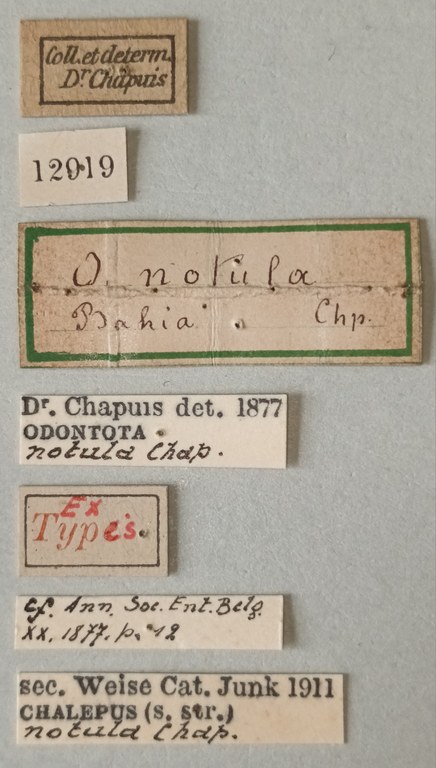 Coll. et determ.
Dr Chapuis
12019
O. notula
Bahia Chp.
Dr. Chapuis det. 1877
ODONTOTA
notula Chap.
Ex
Types.
cf. Ann. Soc. Ent. Belg.
XX, 1877, p. 12
sec. Weise Cat. Junk 1911
CHALEPUS (s. str.)
notula Chap.